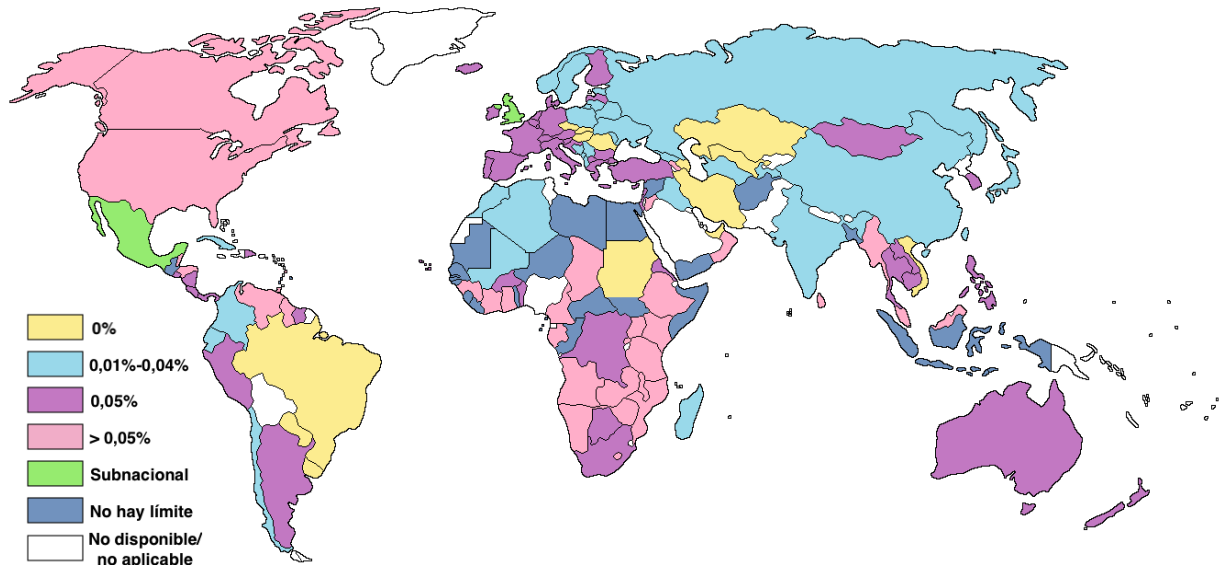 0%
0,01%-0,04%
0,05%
> 0,05%
Subnacional
No hay límite
No disponible/
no aplicable